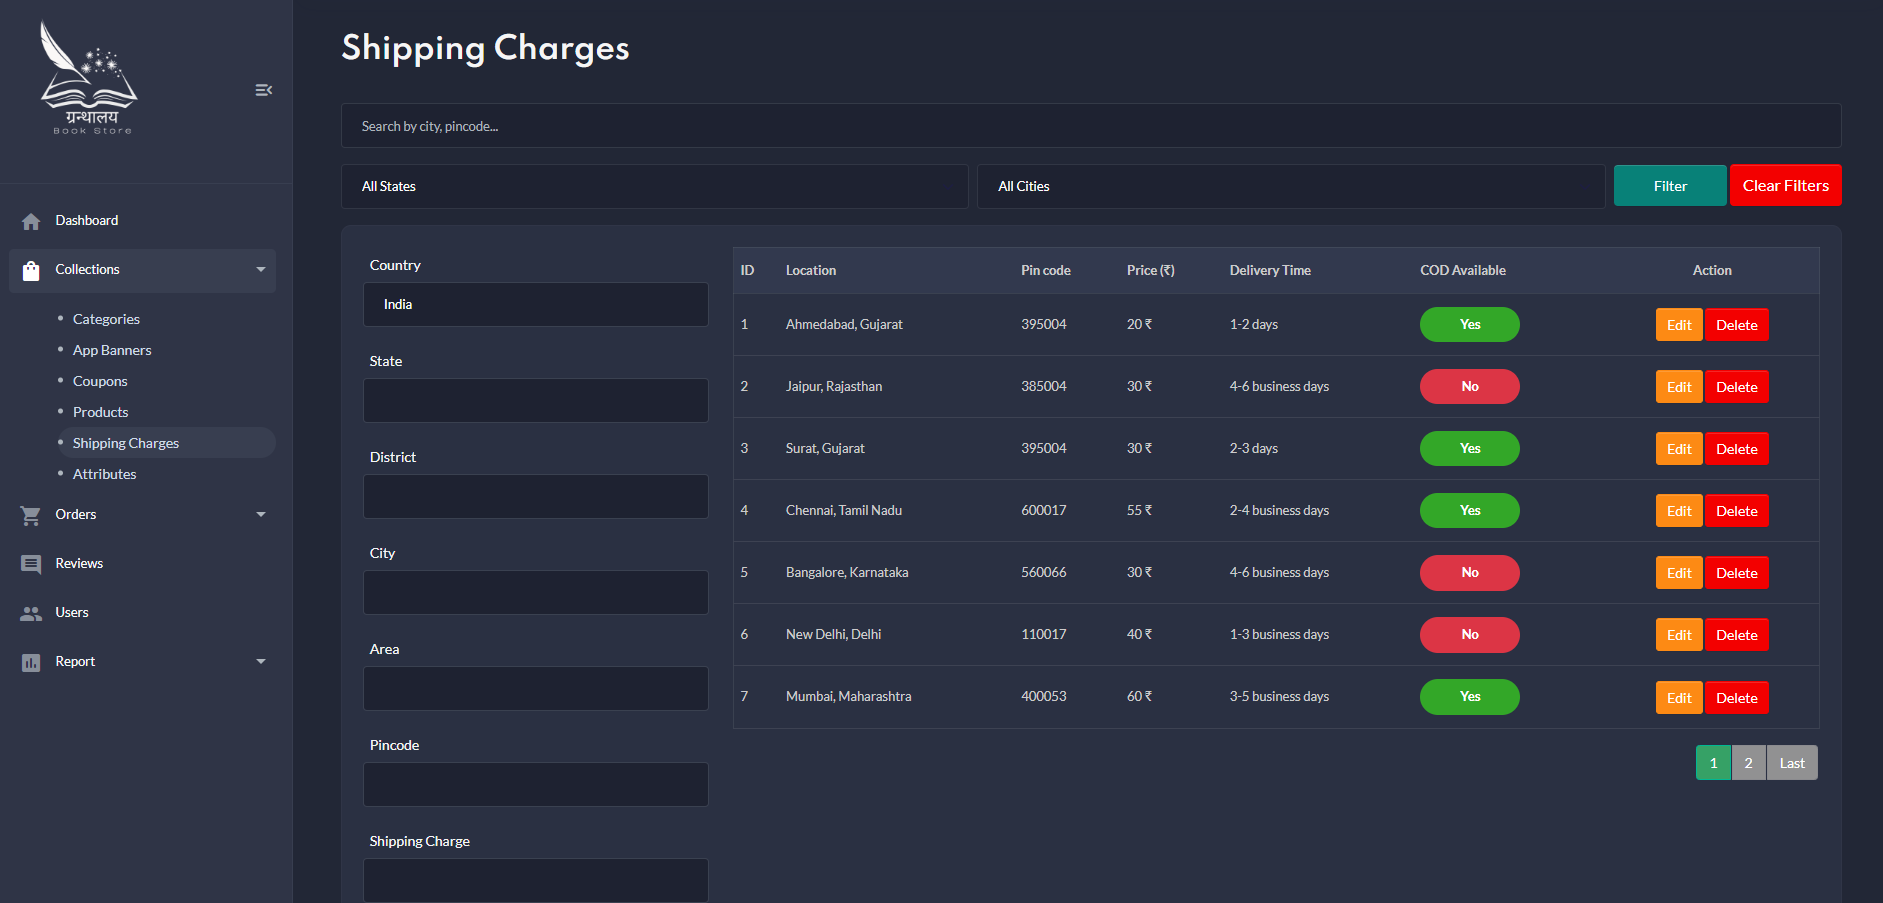 ग्रन्थालय
Book Store
Dashboard
Collections
Categories
App Banners
Coupons
Products
Shipping Charges
Attributes
Orders
Reviews
Users
Report
Shipping Charges
Search by city, pincode...
All States All Cities Filter Clear Filters
Country
India
State
District
City
Area
Pincode
Shipping Charge
ID Location Pin code Price (₹) Delivery Time COD Available Action
1 Ahmedabad, Gujarat 395004 20 ₹ 1-2 days Yes Edit Delete
2 Jaipur, Rajasthan 385004 30 ₹ 4-6 business days No Edit Delete
3 Surat, Gujarat 395004 30 ₹ 2-3 days Yes Edit Delete
4 Chennai, Tamil Nadu 600017 55 ₹ 2-4 business days Yes Edit Delete
5 Bangalore, Karnataka 560066 30 ₹ 4-6 business days No Edit Delete
6 New Delhi, Delhi 110017 40 ₹ 1-3 business days No Edit Delete
7 Mumbai, Maharashtra 400053 60 ₹ 3-5 business days Yes Edit Delete
1 2 Last